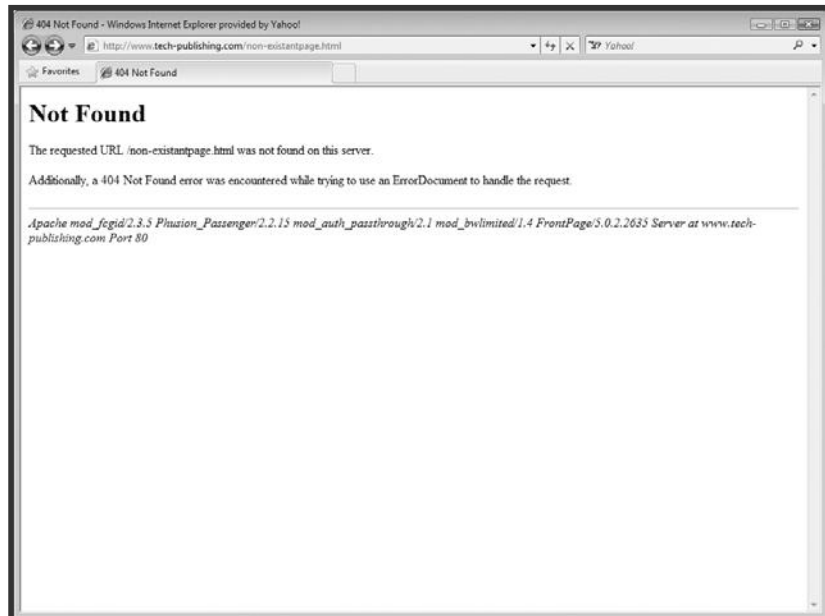 404 Not Found - Windows Internet Explorer provided by Yahoo!
http://www.tech-publishing.com/non-existantpage.html
Yahoo!
Favorites
404 Not Found
Not Found
The requested URL /non-existantpage.html was not found on this server.
Additionally, a 404 Not Found error was encountered while trying to use an ErrorDocument to handle the request.
Apache mod_fcgid/2.3.5 Phusion_Passenger/2.2.15 mod_auth_passthrough/2.1 mod_bwlimited/1.4 FrontPage/5.0.2.2635 Server at www.tech-
publishing.com Port 80